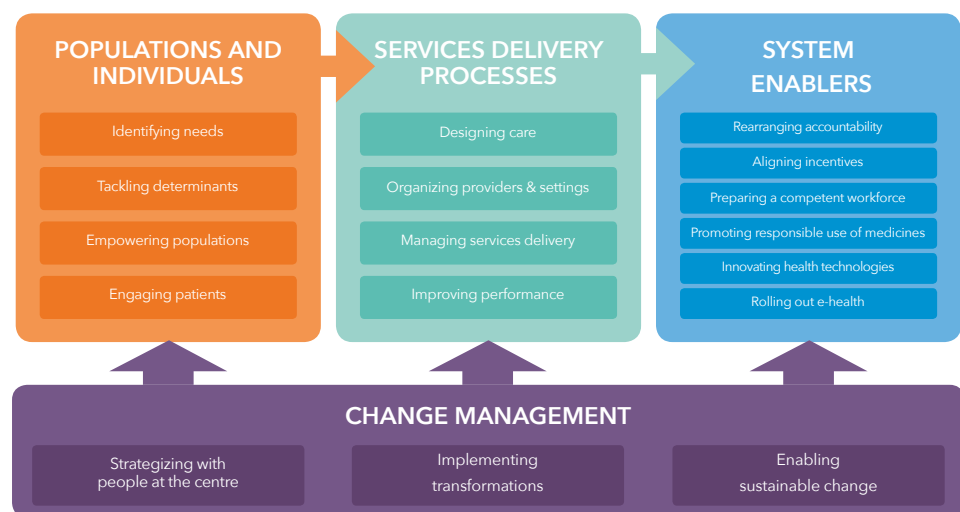 POPULATIONS AND
INDIVIDUALS
Identifying needs
Tackling determinants
Empowering populations
Engaging patients
SERVICES DELIVERY
PROCESSES
Designing care
Organizing providers & settings
Managing services delivery
Improving performance
SYSTEM
ENABLERS
Rearranging accountability
Aligning incentives
Preparing a competent workforce
Promoting responsible use of medicines
Innovating health technologies
Rolling out e-health
CHANGE MANAGEMENT
Strategizing with
people at the centre
Implementing
transformations
Enabling
sustainable change